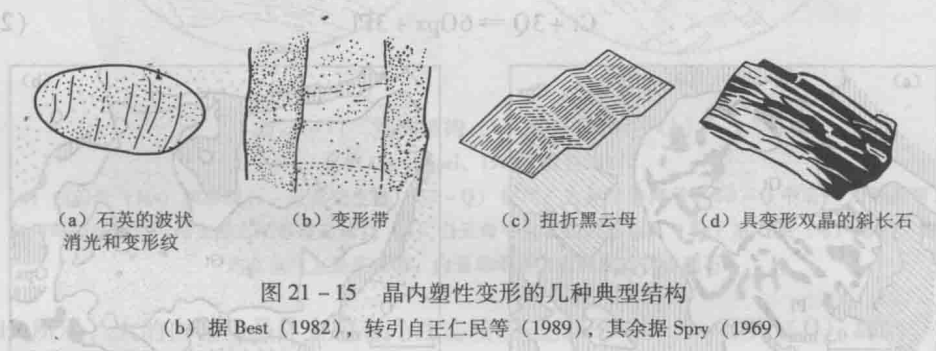 (a) 石英的波状
消光和变形纹
(b) 变形带
(c) 扭折黑云母
(d) 具变形双晶的斜长石
图 21-15 晶内塑性变形的几种典型结构
(b) 据 Best (1982), 转引自王仁民等 (1989), 其余据 Spry (1969)